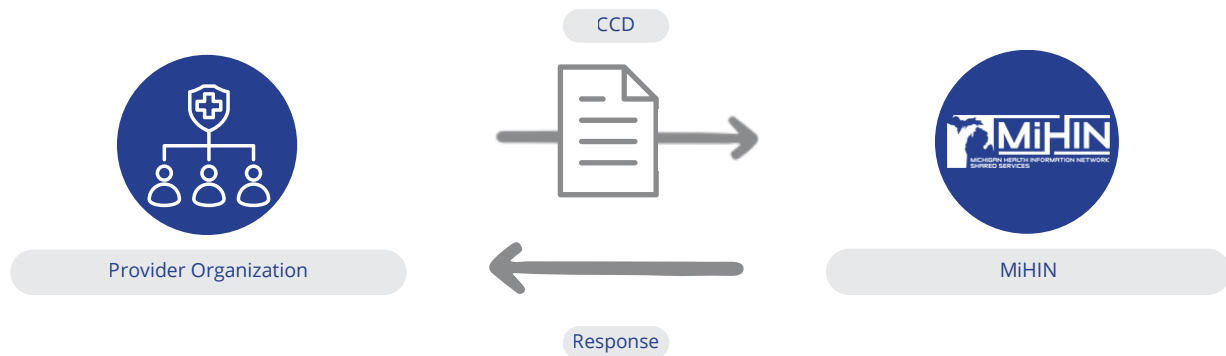 CCD
MiHIN
MICHIGAN HEALTH INFORMATION NETWORK
SHARED SERVICES
Provider Organization
MiHIN
Response